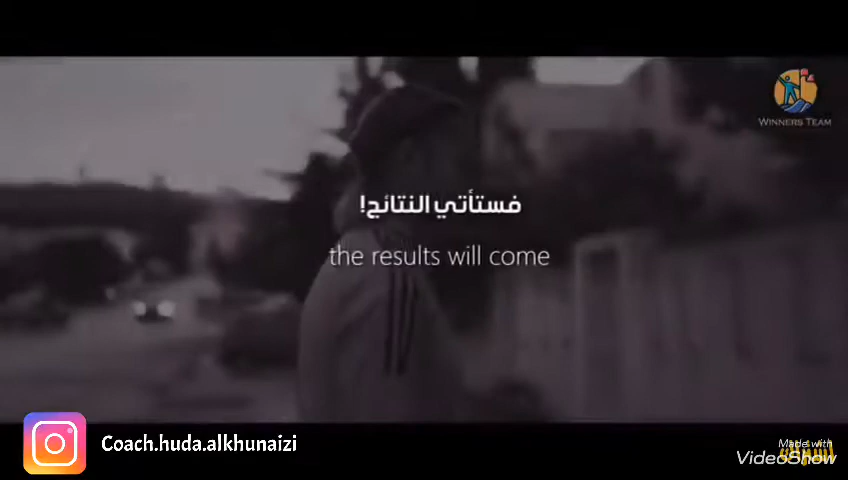 WINNERS TEAM
فستأتي النتائج!
the results will come
Coach.huda.alkhunaizi
Made with
VideoShow